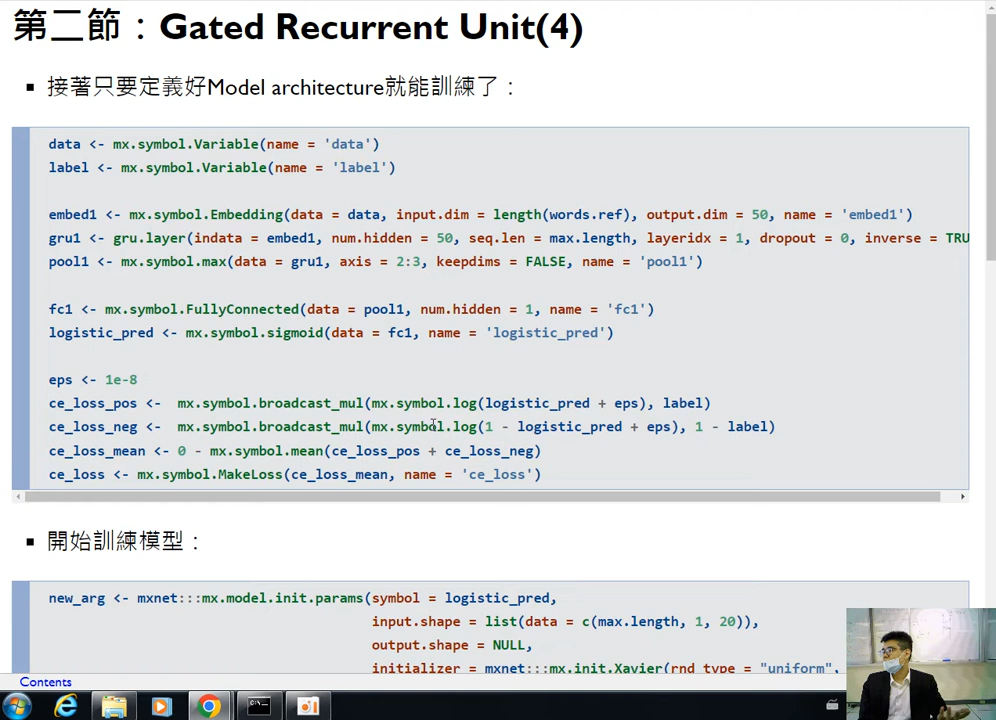 第二節：Gated Recurrent Unit(4)
接著只要定義好Model architecture就能訓練了：
data <- mx.symbol.Variable(name = 'data')
label <- mx.symbol.Variable(name = 'label')
embed1 <- mx.symbol.Embedding(data = data, input.dim = length(words.ref), output.dim = 50, name = 'embed1')
gru1 <- gru.layer(indata = embed1, num.hidden = 50, seq.len = max.length, layeridx = 1, dropout = 0, inverse = TRU
pool1 <- mx.symbol.max(data = gru1, axis = 2:3, keepdims = FALSE, name = 'pool1')
fc1 <- mx.symbol.FullyConnected(data = pool1, num.hidden = 1, name = 'fc1')
logistic_pred <- mx.symbol.sigmoid(data = fc1, name = 'logistic_pred')
eps <- 1e-8
ce_loss_pos <-  mx.symbol.broadcast_mul(mx.symbol.log(logistic_pred + eps), label)
ce_loss_neg <-  mx.symbol.broadcast_mul(mx.symbol.log(1 - logistic_pred + eps), 1 - label)
ce_loss_mean <- 0 - mx.symbol.mean(ce_loss_pos + ce_loss_neg)
ce_loss <- mx.symbol.MakeLoss(ce_loss_mean, name = 'ce_loss')
開始訓練模型：
new_arg <- mxnet:::mx.model.init.params(symbol = logistic_pred,
input.shape = list(data = c(max.length, 1, 20)),
output.shape = NULL,
initializer = mxnet:::mx.init.Xavier(rnd_type = "uniform",
Contents